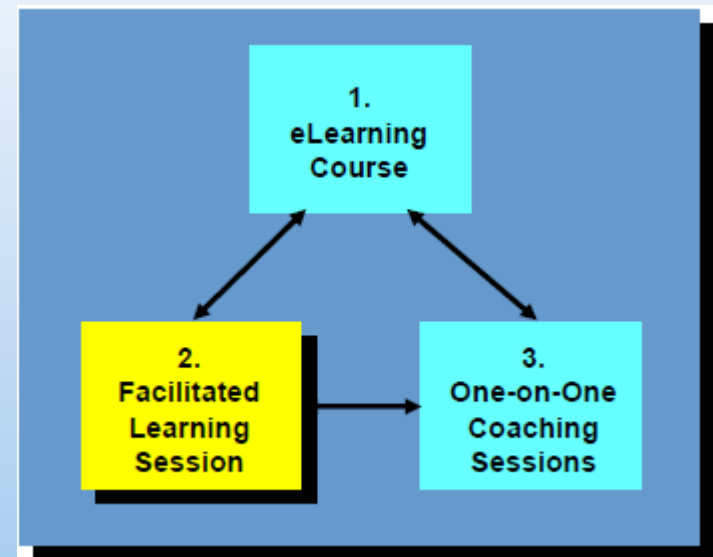 1.
eLearning
Course
2.
Facilitated
Learning
Session
3.
One-on-One
Coaching
Sessions